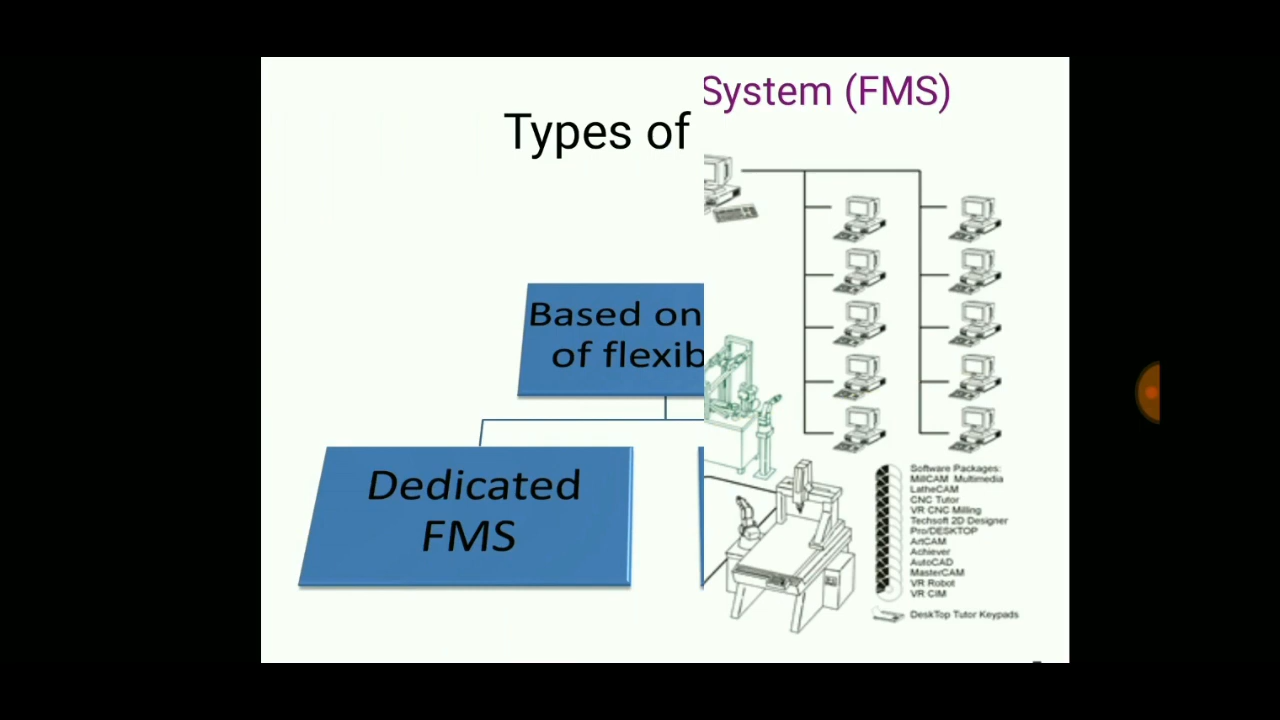 System (FMS)
Types of
Based on
of flexib
Dedicated
FMS
Software Packages:
MillCAM Multimedia
LatheCAM
CNC Tutor
VR CNC Milling
Techsoft 2D Designer
Pro/DESKTOP
ArtCAM
Achiever
AutoCAD
MasterCAM
VR Robot
VR CIM
DeskTop Tutor Keypads